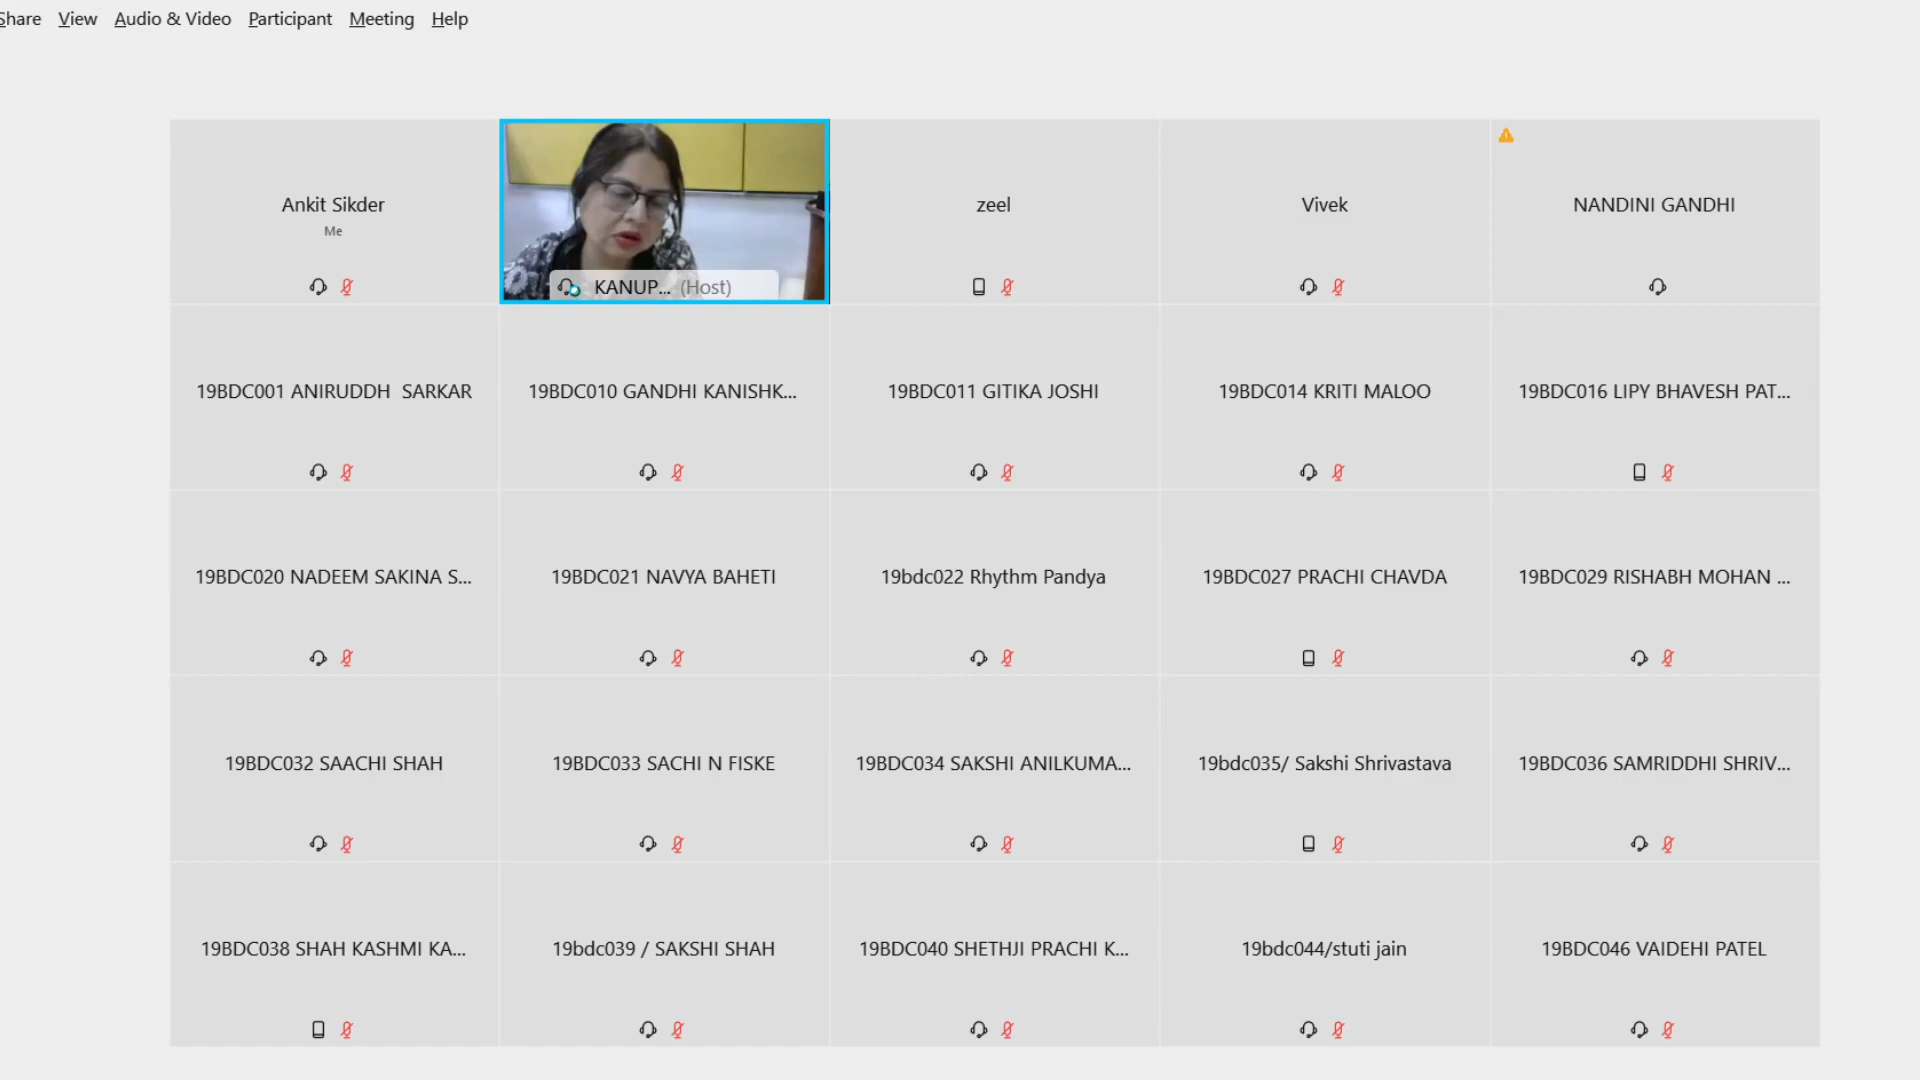 Share View Audio & Video Participant Meeting Help
Ankit Sikder
Me
KANUP... (Host)
zeel
Vivek
NANDINI GANDHI
19BDC001 ANIRUDDH SARKAR
19BDC010 GANDHI KANISHK...
19BDC011 GITIKA JOSHI
19BDC014 KRITI MALOO
19BDC016 LIPY BHAVESH PAT...
19BDC020 NADEEM SAKINA S...
19BDC021 NAVYA BAHETI
19bdc022 Rhythm Pandya
19BDC027 PRACHI CHAVDA
19BDC029 RISHABH MOHAN ...
19BDC032 SAACHI SHAH
19BDC033 SACHI N FISKE
19BDC034 SAKSHI ANILKUMA...
19bdc035/ Sakshi Shrivastava
19BDC036 SAMRIDDHI SHRIV...
19BDC038 SHAH KASHMI KA...
19bdc039 / SAKSHI SHAH
19BDC040 SHETHJI PRACHI K...
19bdc044/stuti jain
19BDC046 VAIDEHI PATEL